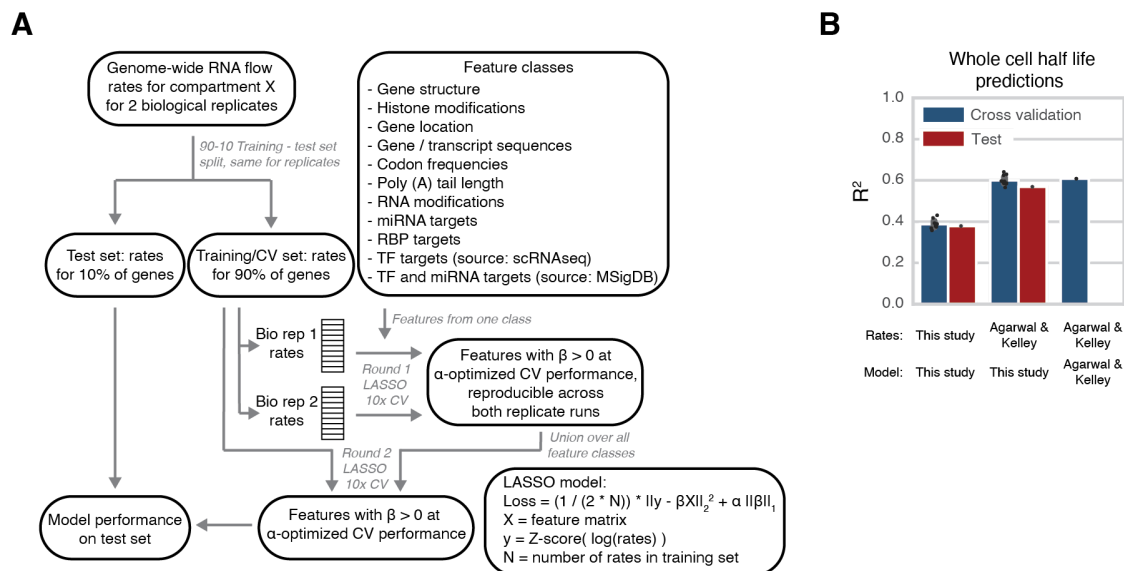 A
Genome-wide RNA flow
rates for compartment X
for 2 biological replicates
90-10 Training - test set
split, same for replicates
Test set: rates
for 10% of genes
Training/CV set: rates
for 90% of genes
Feature classes
- Gene structure
- Histone modifications
- Gene location
- Gene / transcript sequences
- Codon frequencies
- Poly (A) tail length
- RNA modifications
- miRNA targets
- RBP targets
- TF targets (source: scRNAseq)
- TF and miRNA targets (source: MSigDB)
Features from one class
Bio rep 1
rates
Bio rep 2
rates
Round 1
LASSO
10x CV
Features with β > 0 at
α-optimized CV performance,
reproducible across
both replicate runs
Union over all
feature classes
Round 2
LASSO
10x CV
Model performance
on test set
Features with β > 0 at
α-optimized CV performance
LASSO model:
Loss = (1 / (2 * N)) * ||y - βX||₂² + α ||β||₁
X = feature matrix
y = Z-score( log(rates) )
N = number of rates in training set
B
Whole cell half life
predictions
R²
1.0
0.8
0.6
0.4
0.2
0.0
Cross validation
Test
Rates: This study Agarwal & Kelley Agarwal & Kelley
Model: This study This study Agarwal & Kelley